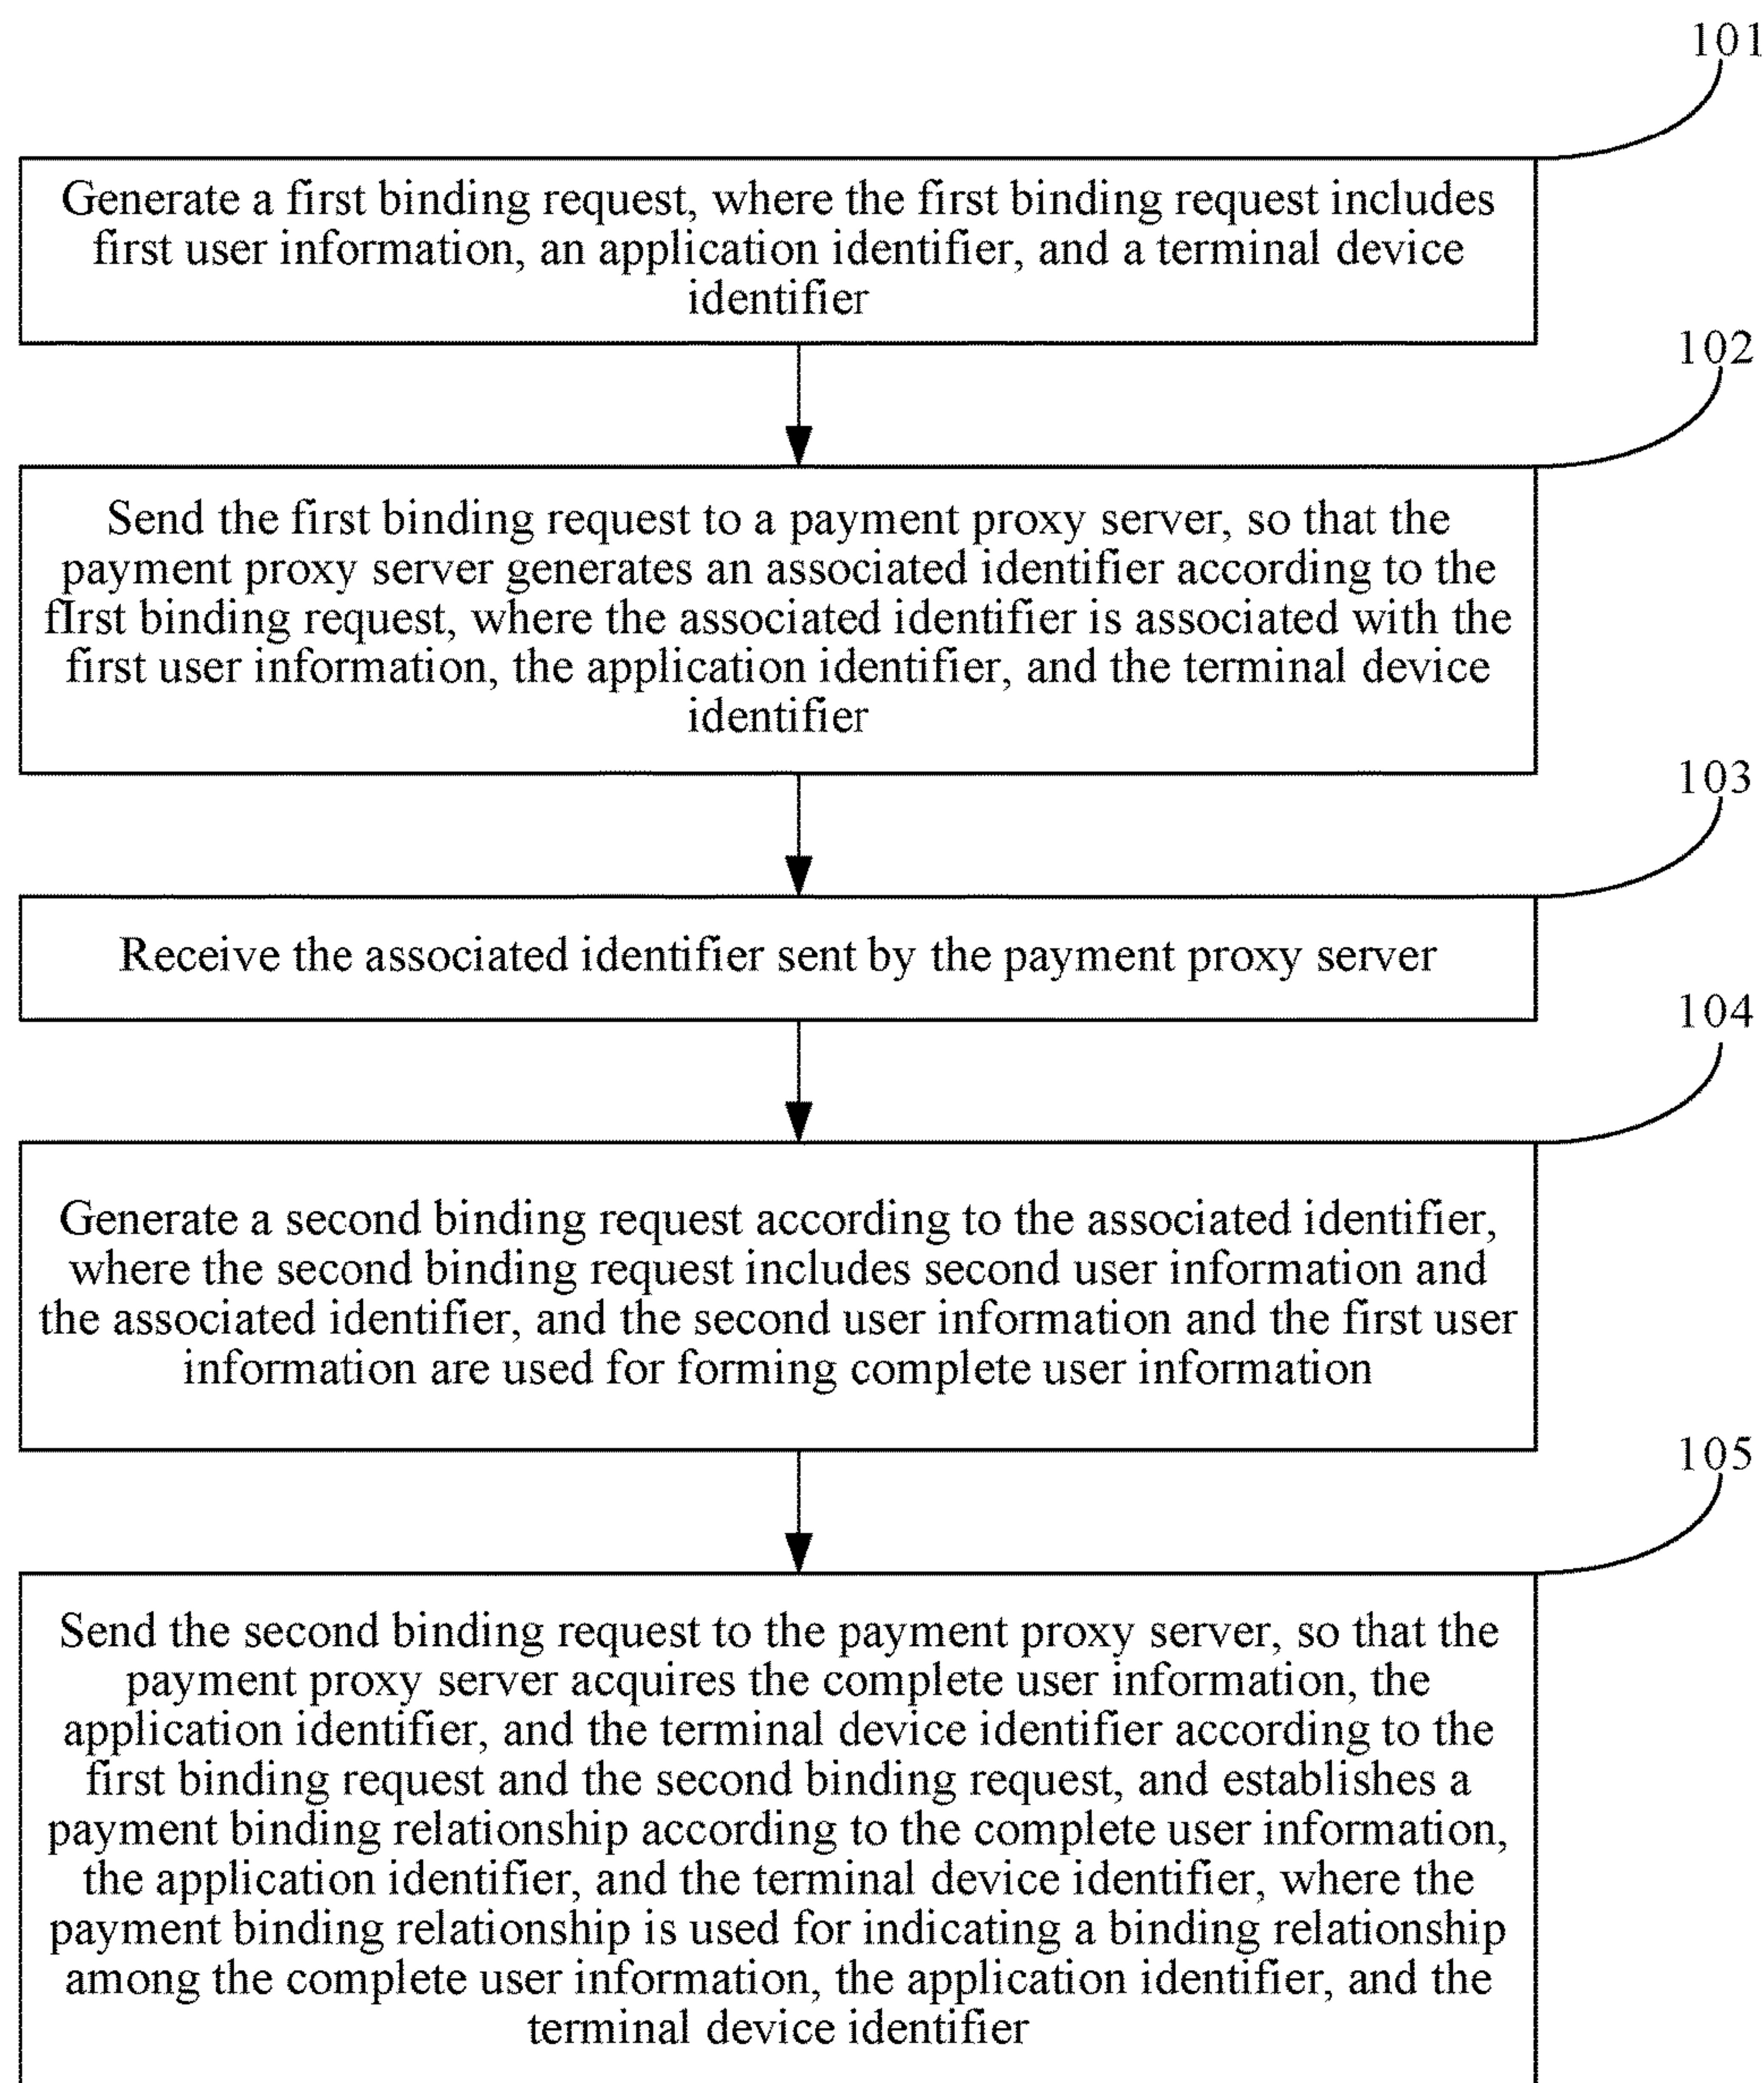 101
Generate a first binding request, where the first binding request includes
first user information, an application identifier, and a terminal device
identifier
102
Send the first binding request to a payment proxy server, so that the
payment proxy server generates an associated identifier according to the
fIrst binding request, where the associated identifier is associated with the
first user information, the application identifier, and the terminal device
identifier
103
Receive the associated identifier sent by the payment proxy server
104
Generate a second binding request according to the associated identifier,
where the second binding request includes second user information and
the associated identifier, and the second user information and the first user
information are used for forming complete user information
105
Send the second binding request to the payment proxy server, so that the
payment proxy server acquires the complete user information, the
application identifier, and the terminal device identifier according to the
first binding request and the second binding request, and establishes a
payment binding relationship according to the complete user information,
the application identifier, and the terminal device identifier, where the
payment binding relationship is used for indicating a binding relationship
among the complete user information, the application identifier, and the
terminal device identifier